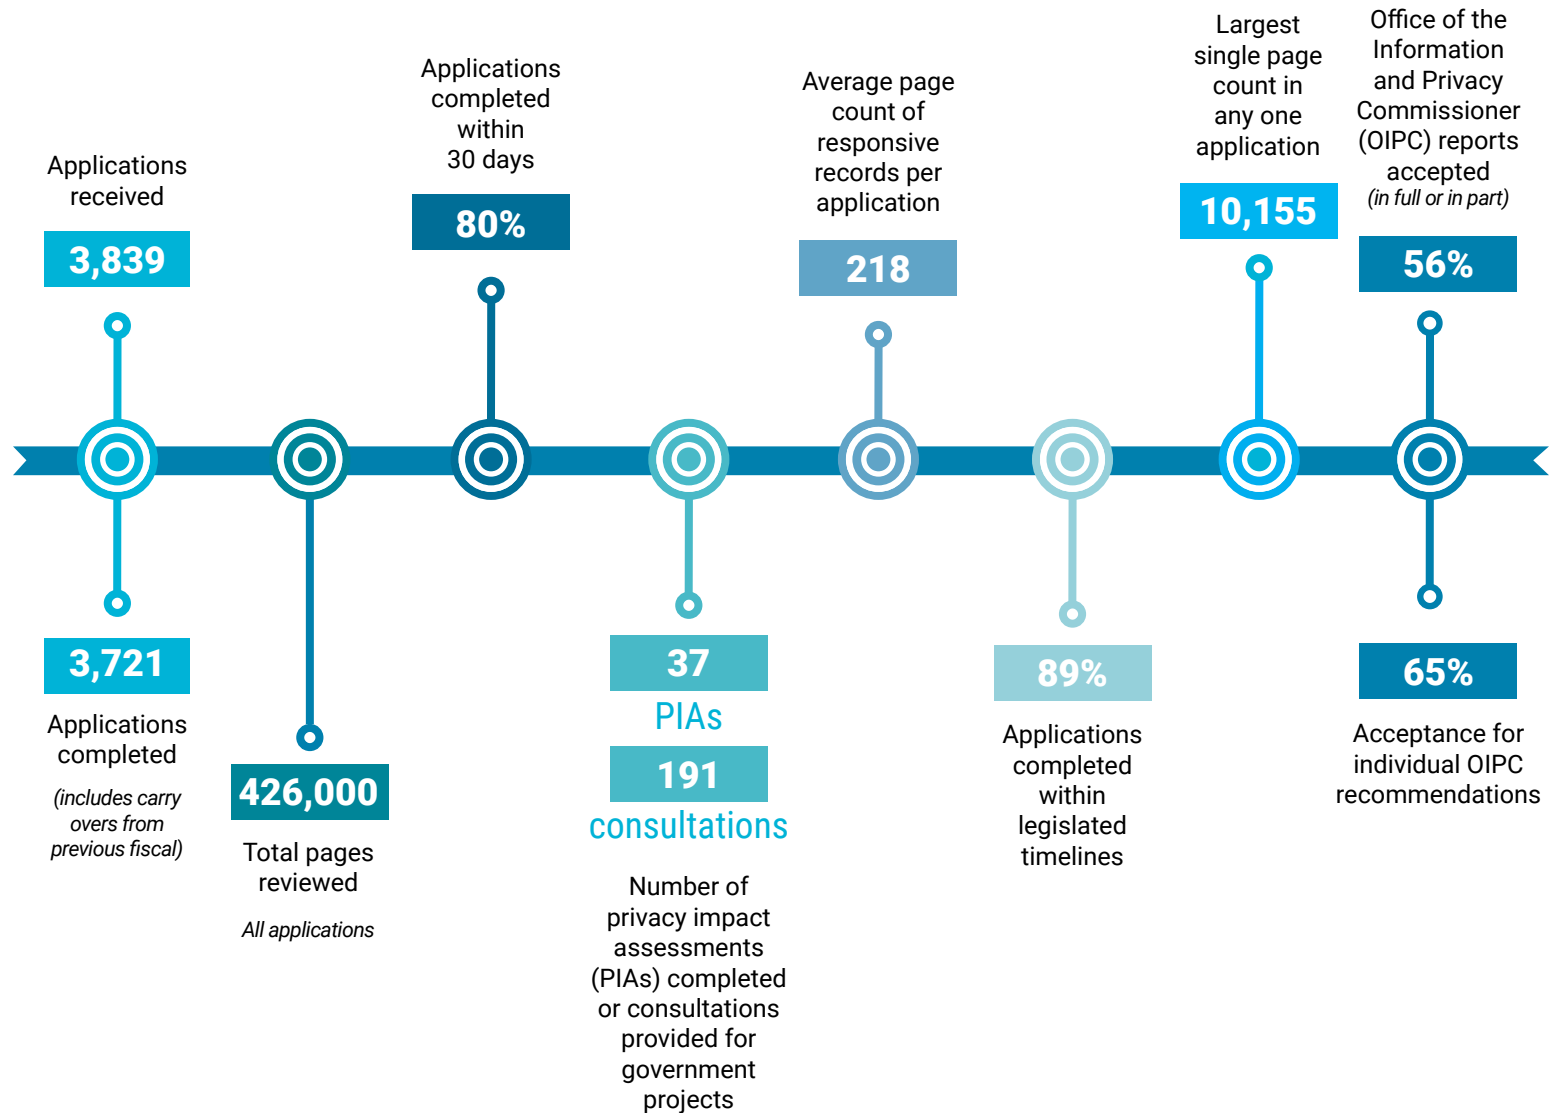 Applications
received
3,839
3,721
Applications
completed
(includes carry
overs from
previous fiscal)
426,000
Total pages
reviewed
All applications
Applications
completed
within
30 days
80%
37
PIAs
191
consultations
Number of
privacy impact
assessments
(PIAs) completed
or consultations
provided for
government
projects
Average page
count of
responsive
records per
application
218
89%
Applications
completed
within
legislated
timelines
Largest
single page
count in
any one
application
10,155
Office of the
Information
and Privacy
Commissioner
(OIPC) reports
accepted
(in full or in part)
56%
65%
Acceptance for
individual OIPC
recommendations